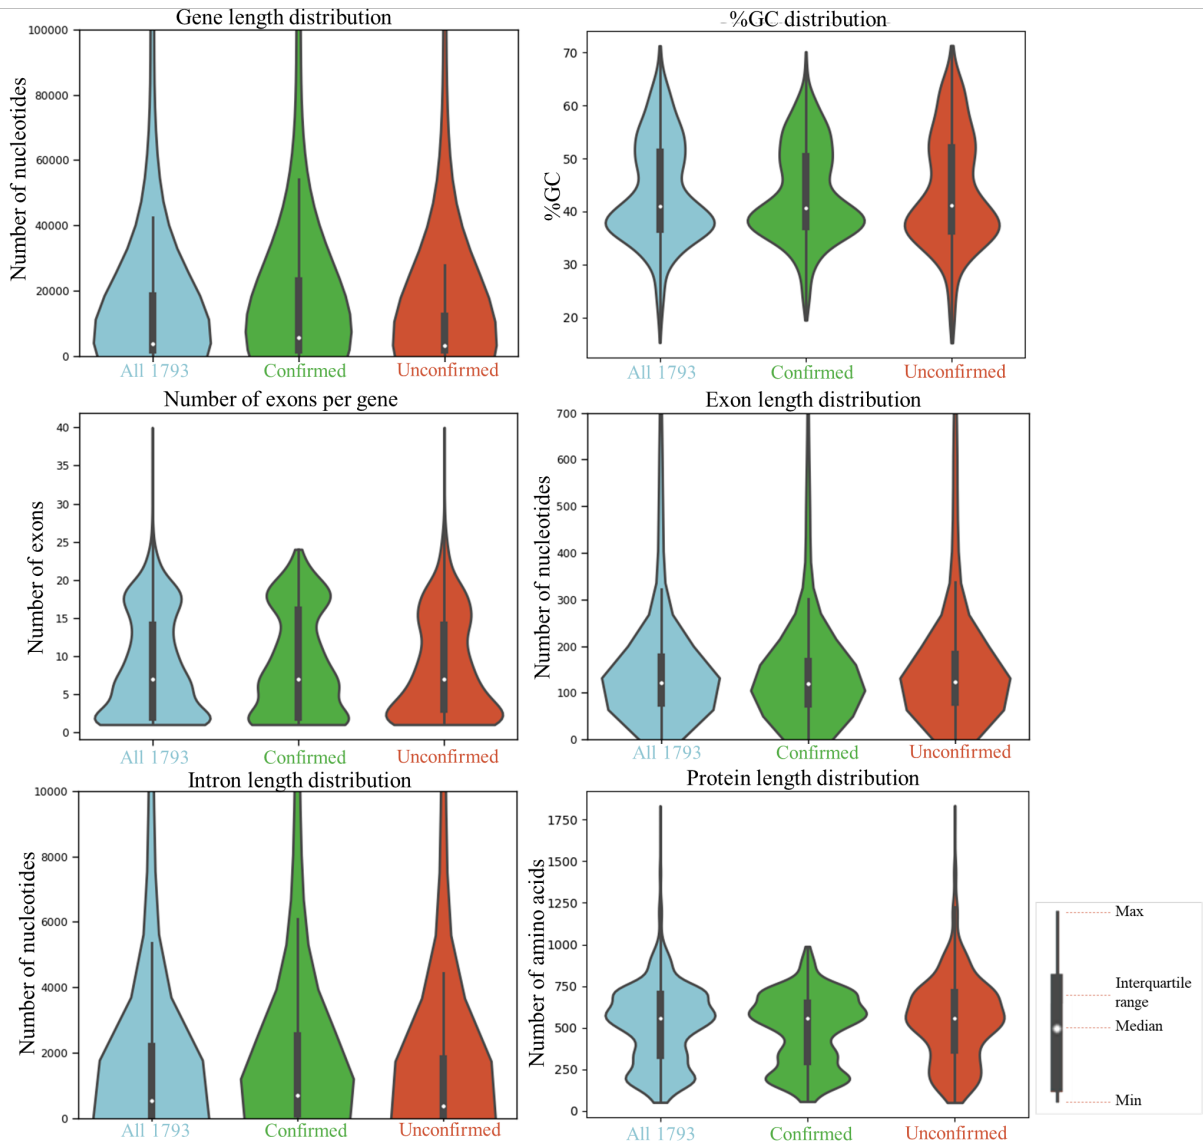 Gene length distribution
Number of nucleotides
100000
80000
60000
40000
20000
0
All 1793
Confirmed
Unconfirmed
%GC distribution
%GC
70
60
50
40
30
20
All 1793
Confirmed
Unconfirmed
Number of exons per gene
Number of exons
40
35
30
25
20
15
10
5
0
All 1793
Confirmed
Unconfirmed
Exon length distribution
Number of nucleotides
700
600
500
400
300
200
100
0
All 1793
Confirmed
Unconfirmed
Intron length distribution
Number of nucleotides
10000
8000
6000
4000
2000
0
All 1793
Confirmed
Unconfirmed
Protein length distribution
Number of amino acids
1750
1500
1250
1000
750
500
250
0
All 1793
Confirmed
Unconfirmed
Max
Interquartile
range
Median
Min